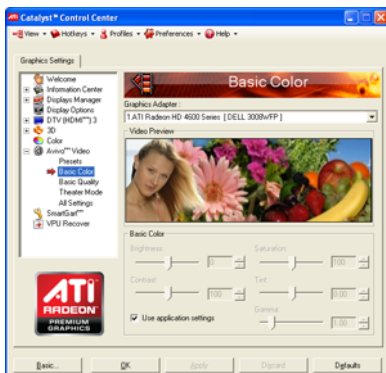 Catalyst™ Control Center
View Hotkeys Profiles Preferences Help
Graphics Settings
Welcome
Information Center
Displays Manager
Display Options
DTV (HDMI™) 3
3D
Color
Avivo™ Video
Presets
Basic Color
Basic Quality
Theater Mode
All Settings
SmartGart™
VPU Recover
ATI
RADEON
PREMIUM
GRAPHICS
Basic Color
Graphics Adapter:
1.ATI Radeon HD 4600 Series [ DELL 3008WFP ]
Video Preview
Basic Color
Brightness: 0
Saturation: 100
Contrast: 100
Tint: 0.00
Gamma: 1.00
Use application settings
Basic... OK Apply Discard Defaults